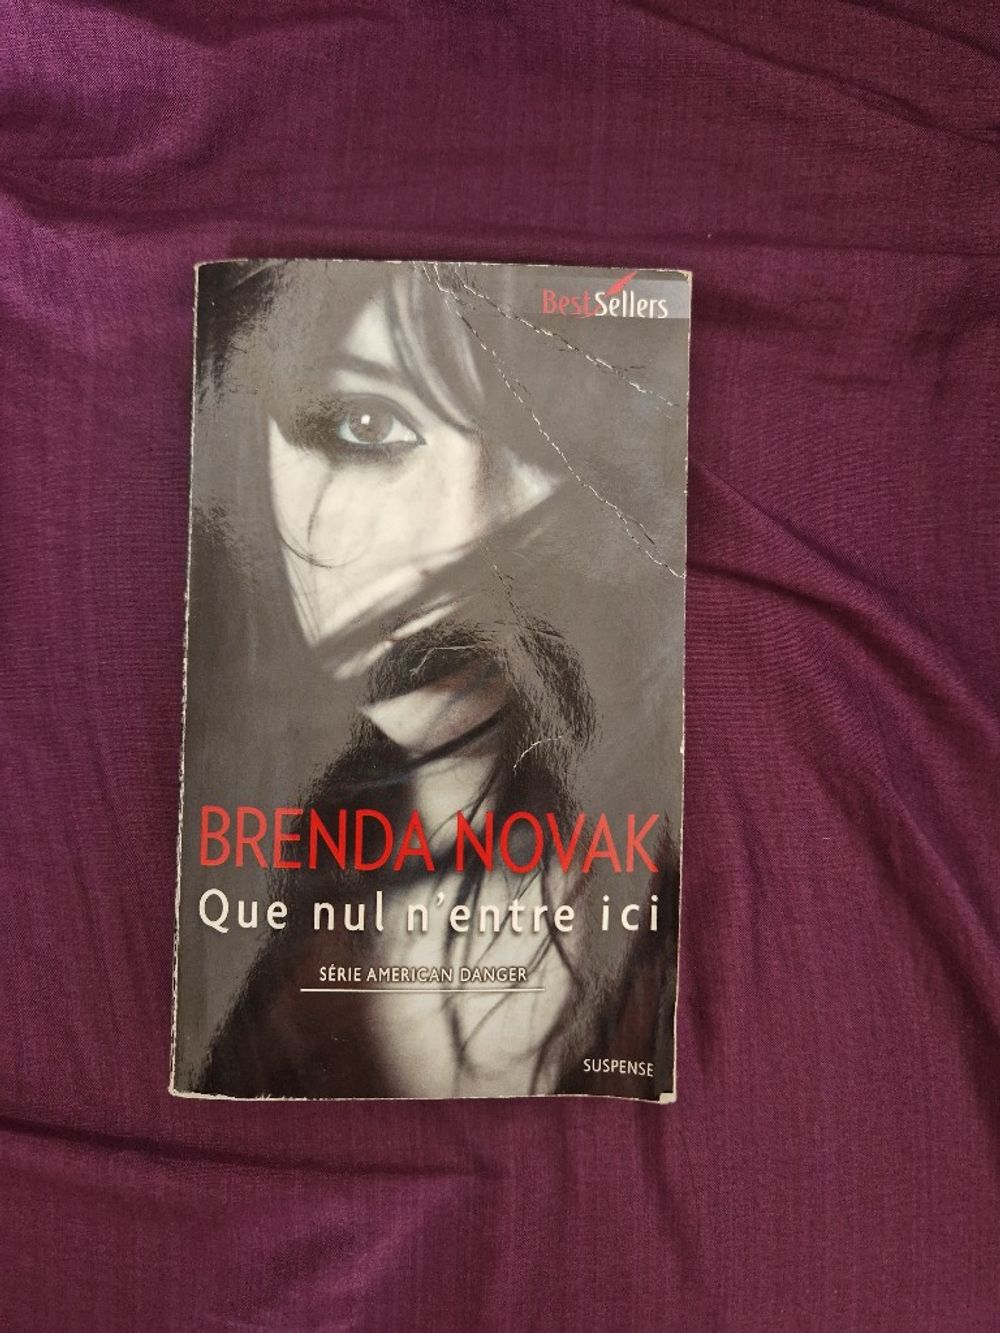 BestSellers
BRENDA NOVAK
Que nul n'entre ici
SÉRIE AMERICAN DANGER
SUSPENSE